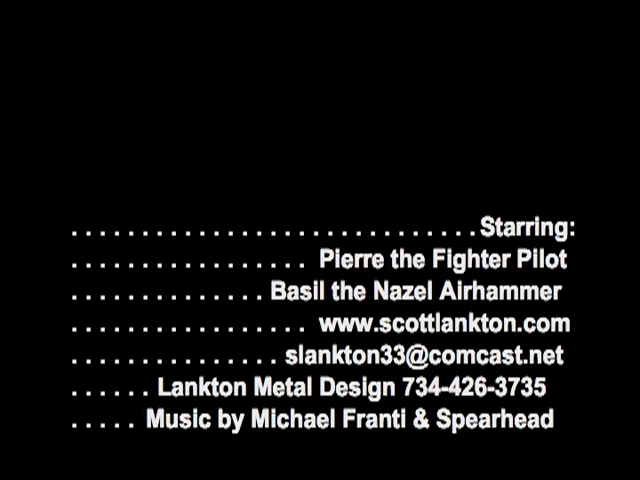 . . . . . . . . . . . . . . . . . . . . . . . . . . . . . Starring:
. . . . . . . . . . . . . . . . . Pierre the Fighter Pilot
. . . . . . . . . . . . . . Basil the Nazel Airhammer
. . . . . . . . . . . . . . . . . www.scottlankton.com
. . . . . . . . . . . . . . . slankton33@comcast.net
. . . . . . Lankton Metal Design 734-426-3735
. . . . . Music by Michael Franti & Spearhead